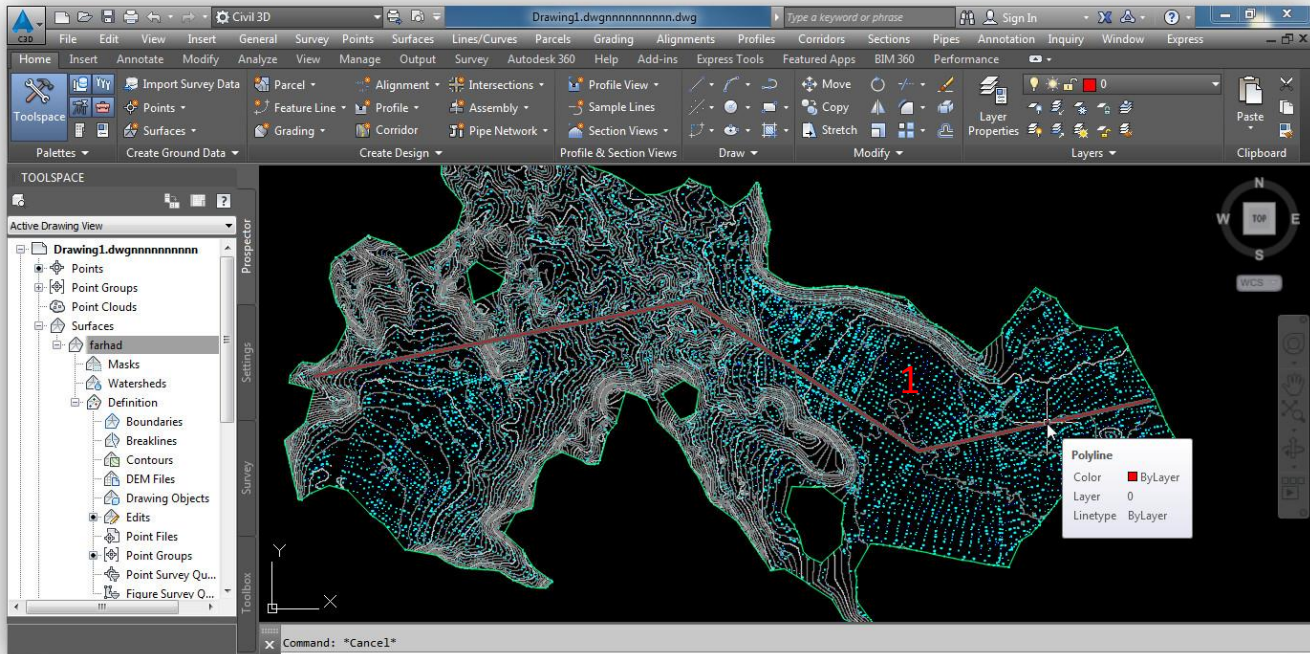 Civil 3D
Drawing1.dwgnnnnnnnnnn.dwg
Type a keyword or phrase
Sign In
C3D
File Edit View Insert General Survey Points Surfaces Lines/Curves Parcels Grading Alignments Profiles Corridors Sections Pipes Annotation Inquiry Window Express
Home Insert Annotate Modify Analyze View Manage Output Survey Autodesk 360 Help Add-ins Express Tools Featured Apps BIM 360 Performance
Toolspace
Import Survey Data
Points
Surfaces
Parcel
Feature Line
Grading
Alignment
Profile
Corridor
Intersections
Assembly
Pipe Network
Profile View
Sample Lines
Section Views
Move
Copy
Stretch
Layer
Properties
0
Paste
Palettes Create Ground Data Create Design Profile & Section Views Draw Modify Layers Clipboard
TOOLSPACE
Active Drawing View
Drawing1.dwgnnnnnnnnnn
Points
Point Groups
Point Clouds
Surfaces
farhad
Masks
Watersheds
Definition
Boundaries
Breaklines
Contours
DEM Files
Drawing Objects
Edits
Point Files
Point Groups
Point Survey Qu...
Figure Survey Q...
Prospector
Settings
Survey
Toolbox
N
W TOP E
S
WCS
1
Polyline
Color ByLayer
Layer 0
Linetype ByLayer
Y
X
Command: *Cancel*